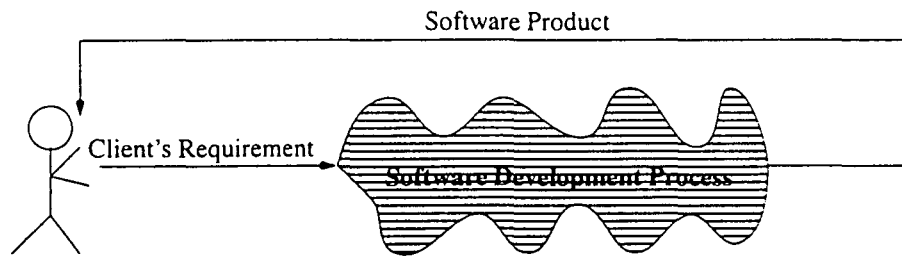 Software Product
Client's Requirement
Software Development Process